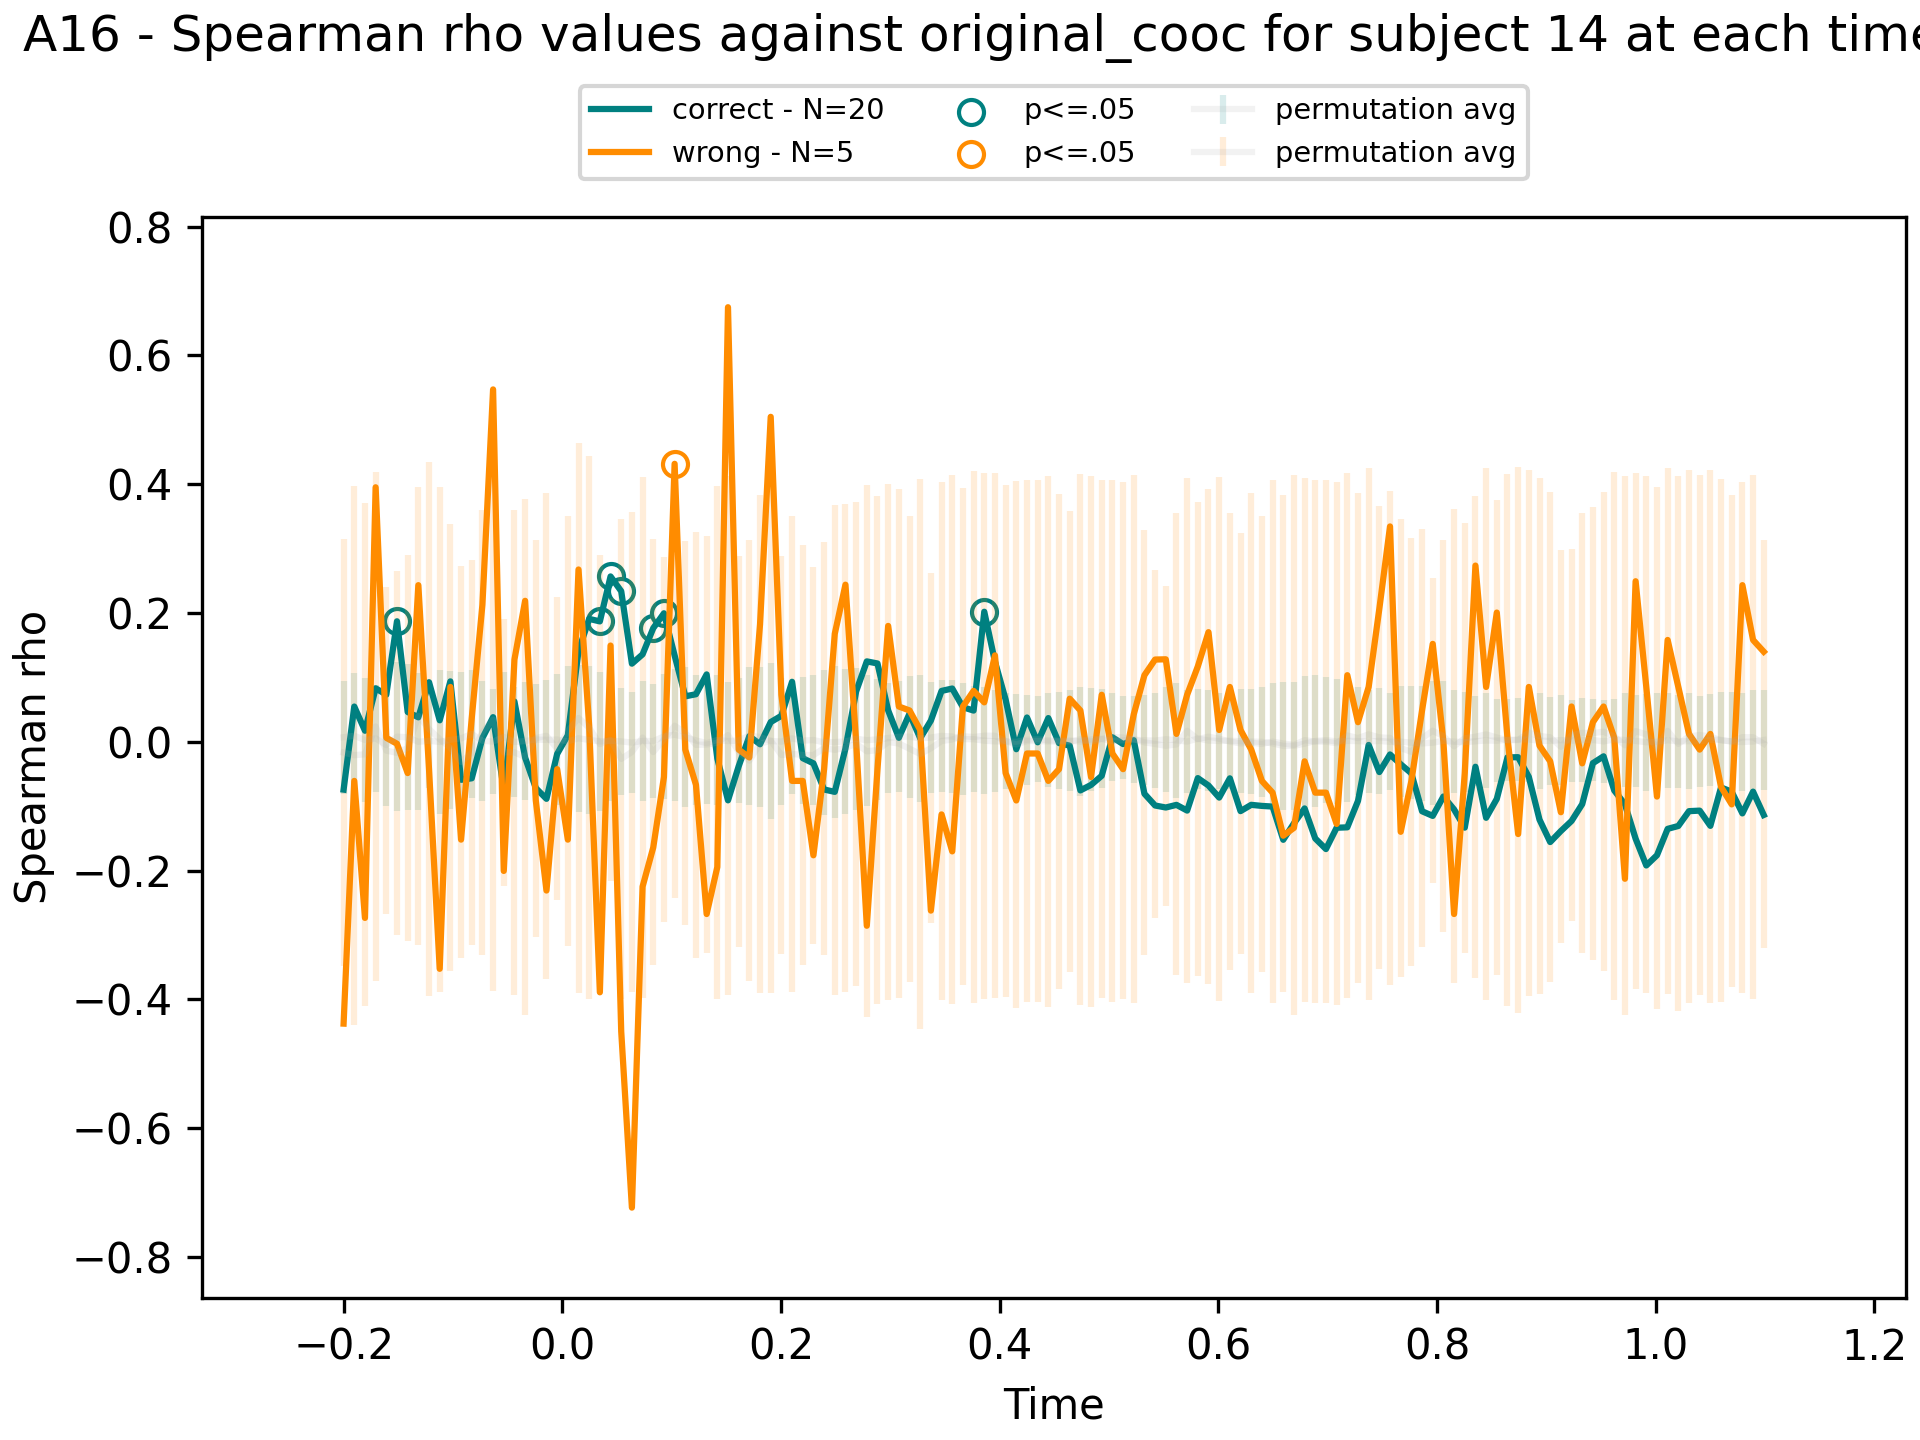 A16 - Spearman rho values against original_cooc for subject 14 at each time
correct - N=20
wrong - N=5
p<=.05
p<=.05
permutation avg
permutation avg
0.8
0.6
0.4
0.2
0.0
−0.2
−0.4
−0.6
−0.8
Spearman rho
−0.2 0.0 0.2 0.4 0.6 0.8 1.0 1.2
Time